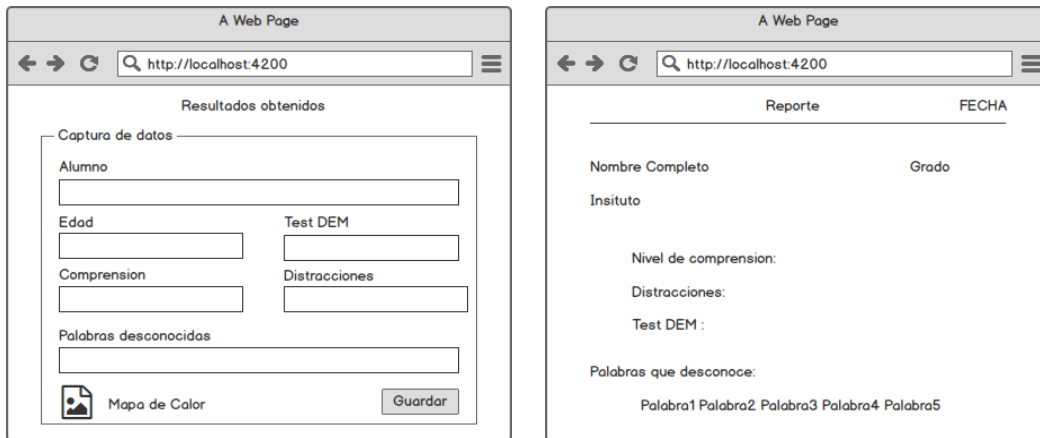 A Web Page
http://localhost:4200
Resultados obtenidos
Captura de datos
Alumno
Edad Test DEM
Comprension Distracciones
Palabras desconocidas
Mapa de Calor Guardar
A Web Page
http://localhost:4200
Reporte FECHA
Nombre Completo Grado
Insituto
Nivel de comprension:
Distracciones:
Test DEM :
Palabras que desconoce:
Palabra1 Palabra2 Palabra3 Palabra4 Palabra5